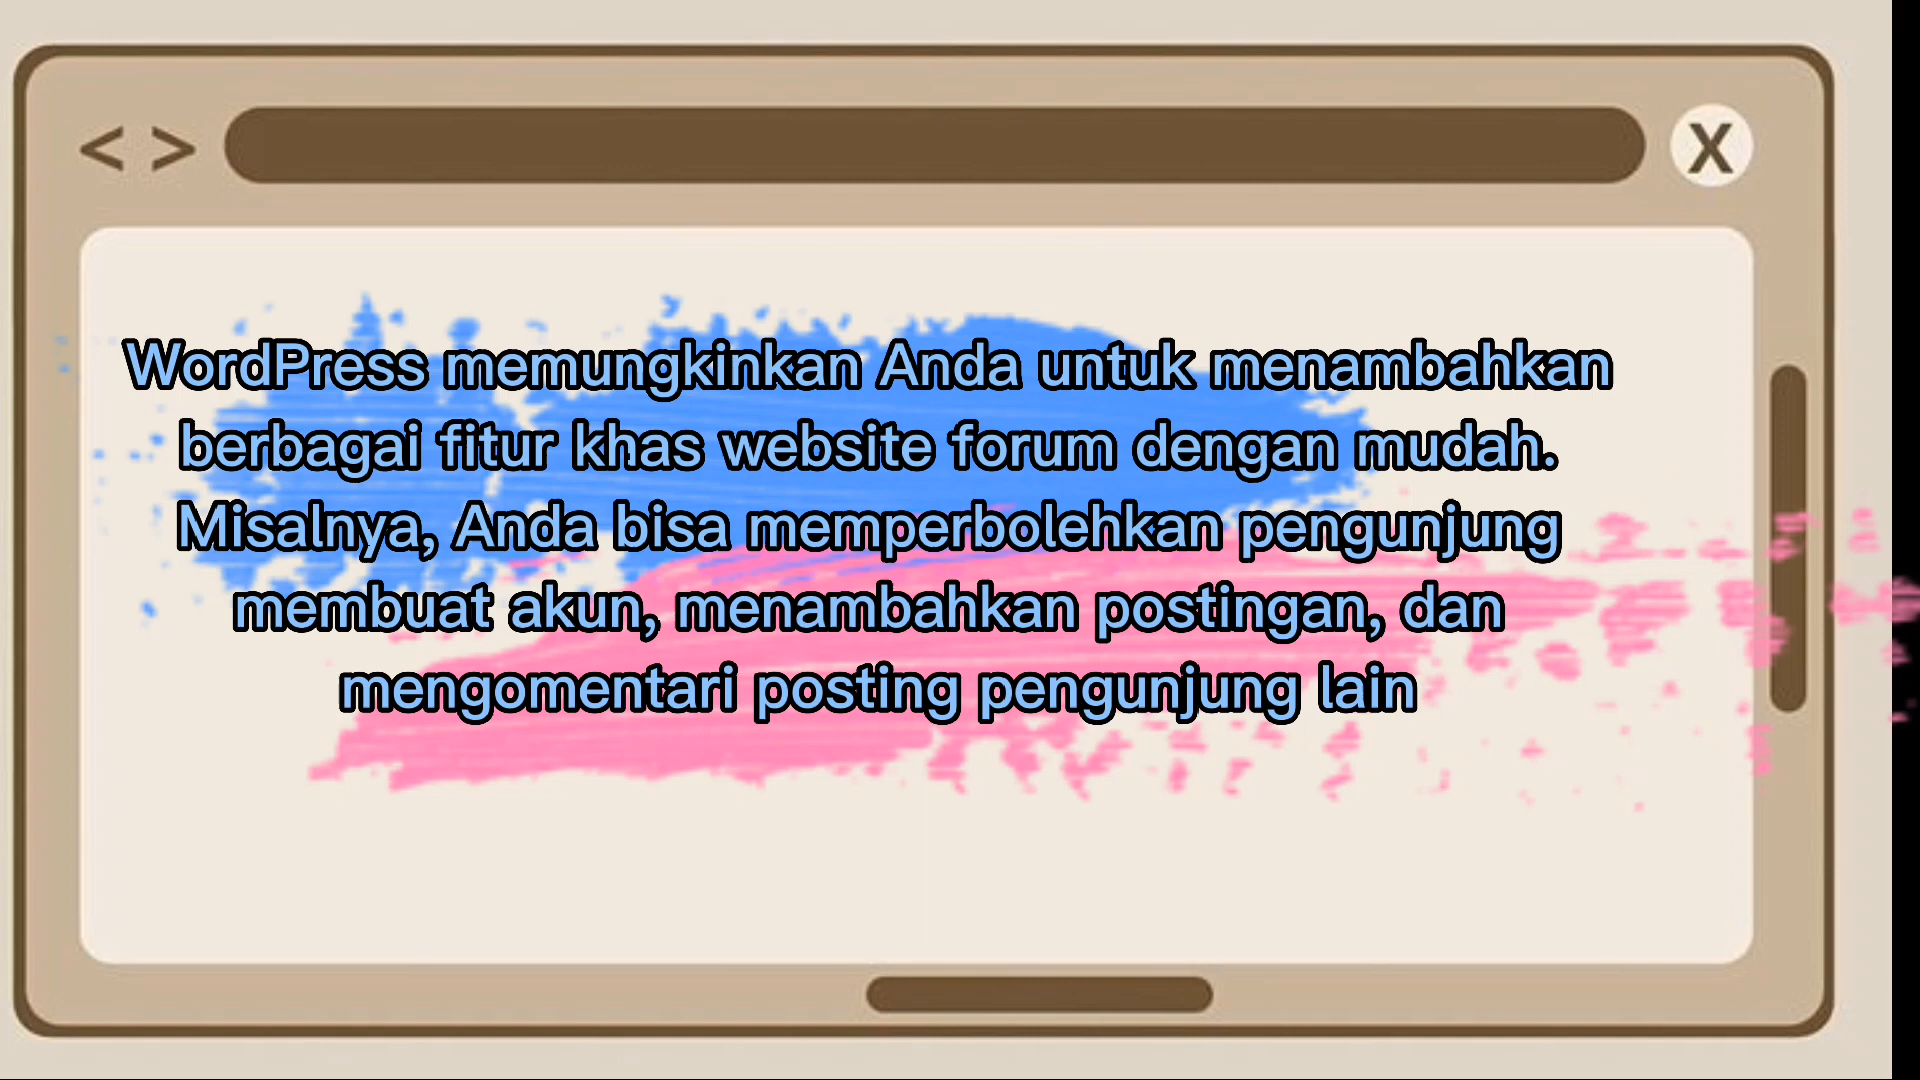 < > X
WordPress memungkinkan Anda untuk menambahkan
berbagai fitur khas website forum dengan mudah.
Misalnya, Anda bisa memperbolehkan pengunjung
membuat akun, menambahkan postingan, dan
mengomentari posting pengunjung lain